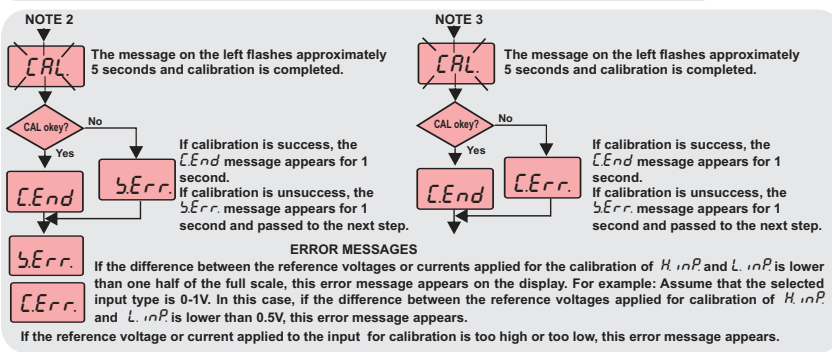 NOTE 2
CAL.
The message on the left flashes approximately
5 seconds and calibration is completed.
CAL okey?
No
Yes
C.End
S.Err.
If calibration is success, the
C.End message appears for 1
second.
If calibration is unsuccess, the
S.Err. message appears for 1
second and passed to the next step.
NOTE 3
CAL.
The message on the left flashes approximately
5 seconds and calibration is completed.
CAL okey?
No
Yes
C.End
C.Err.
If calibration is success, the
C.End message appears for 1
second.
If calibration is unsuccess, the
S.Err. message appears for 1
second and passed to the next step.
ERROR MESSAGES
S.Err.
C.Err.
If the difference between the reference voltages or currents applied for the calibration of H. inP. and L. inP. is lower
than one half of the full scale, this error message appears on the display. For example: Assume that the selected
input type is 0-1V. In this case, if the difference between the reference voltages applied for calibration of H. inP.
and L. inP. is lower than 0.5V, this error message appears.
If the reference voltage or current applied to the input for calibration is too high or too low, this error message appears.